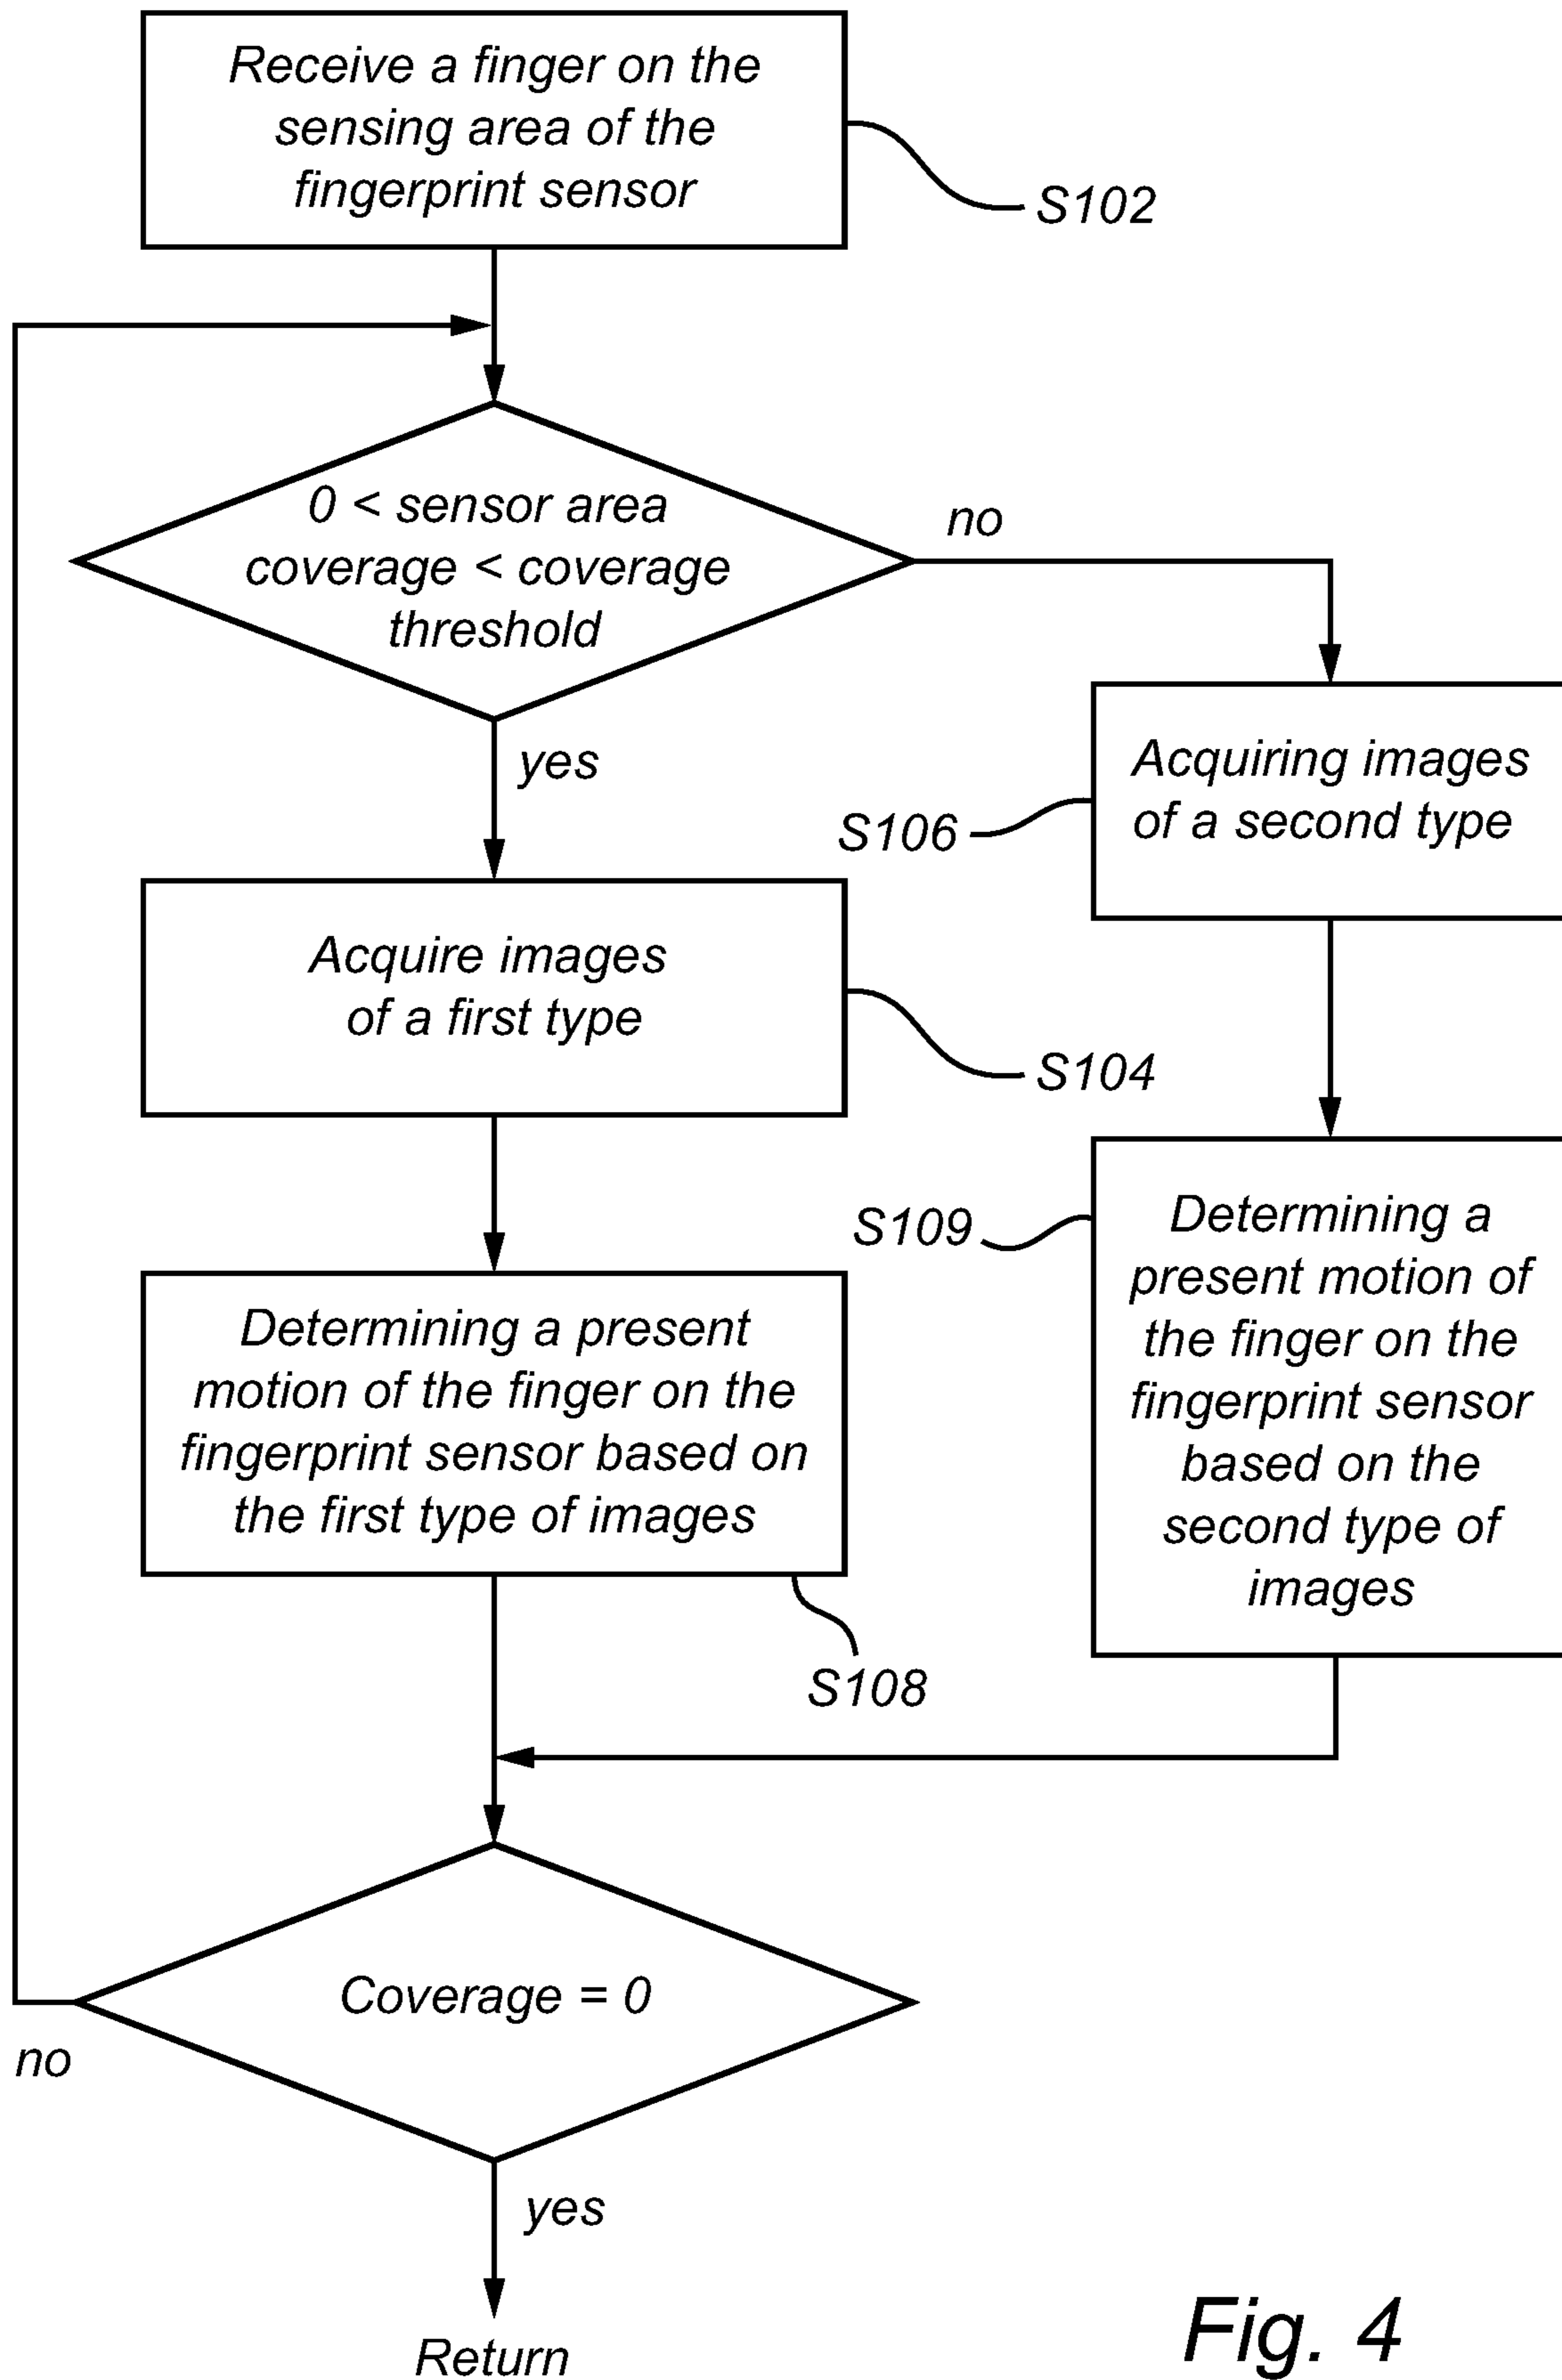 Receive a finger on the
sensing area of the
fingerprint sensor
S102
0 < sensor area
coverage < coverage
threshold
no
yes
Acquiring images
of a second type
S106
Acquire images
of a first type
S104
Determining a
present motion of
the finger on the
fingerprint sensor
based on the
second type of
images
S109
Determining a present
motion of the finger on the
fingerprint sensor based on
the first type of images
S108
Coverage = 0
no
yes
Return
Fig. 4